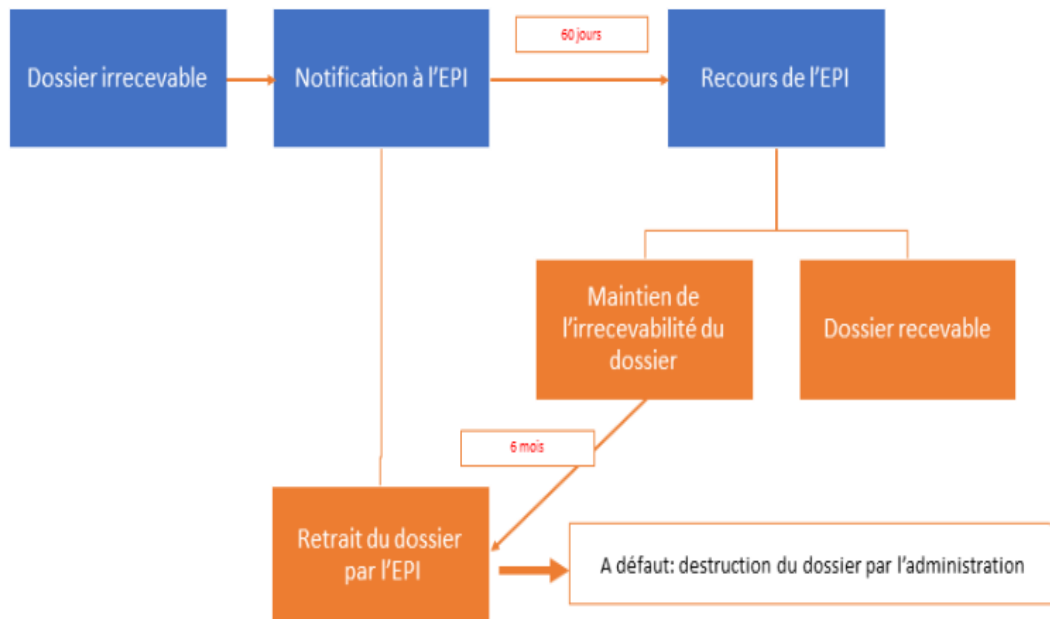 60 jours
Dossier irrecevable
Notification à l'EPI
Recours de l'EPI
Maintien de
l'irrecevabilité du
dossier
Dossier recevable
6 mois
Retrait du dossier
par l'EPI
A défaut: destruction du dossier par l'administration